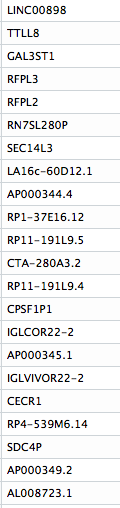 LINC00898
TTLL8
GAL3ST1
RFPL3
RFPL2
RN7SL280P
SEC14L3
LA16c-60D12.1
AP000344.4
RP1-37E16.12
RP11-191L9.5
CTA-280A3.2
RP11-191L9.4
CPSF1P1
IGLCOR22-2
AP000345.1
IGLVIVOR22-2
CECR1
RP4-539M6.14
SDC4P
AP000349.2
AL008723.1